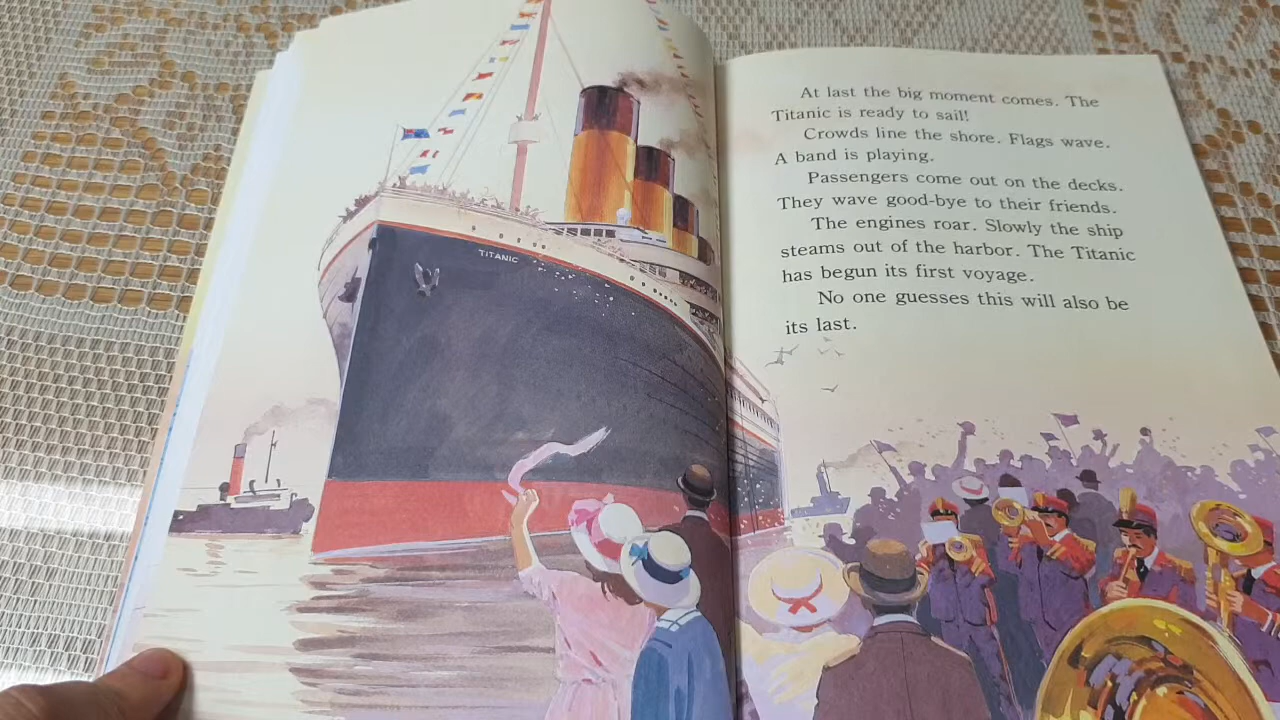 TITANIC
At last the big moment comes. The
Titanic is ready to sail!
Crowds line the shore. Flags wave.
A band is playing.
Passengers come out on the decks.
They wave good-bye to their friends.
The engines roar. Slowly the ship
steams out of the harbor. The Titanic
has begun its first voyage.
No one guesses this will also be
its last.